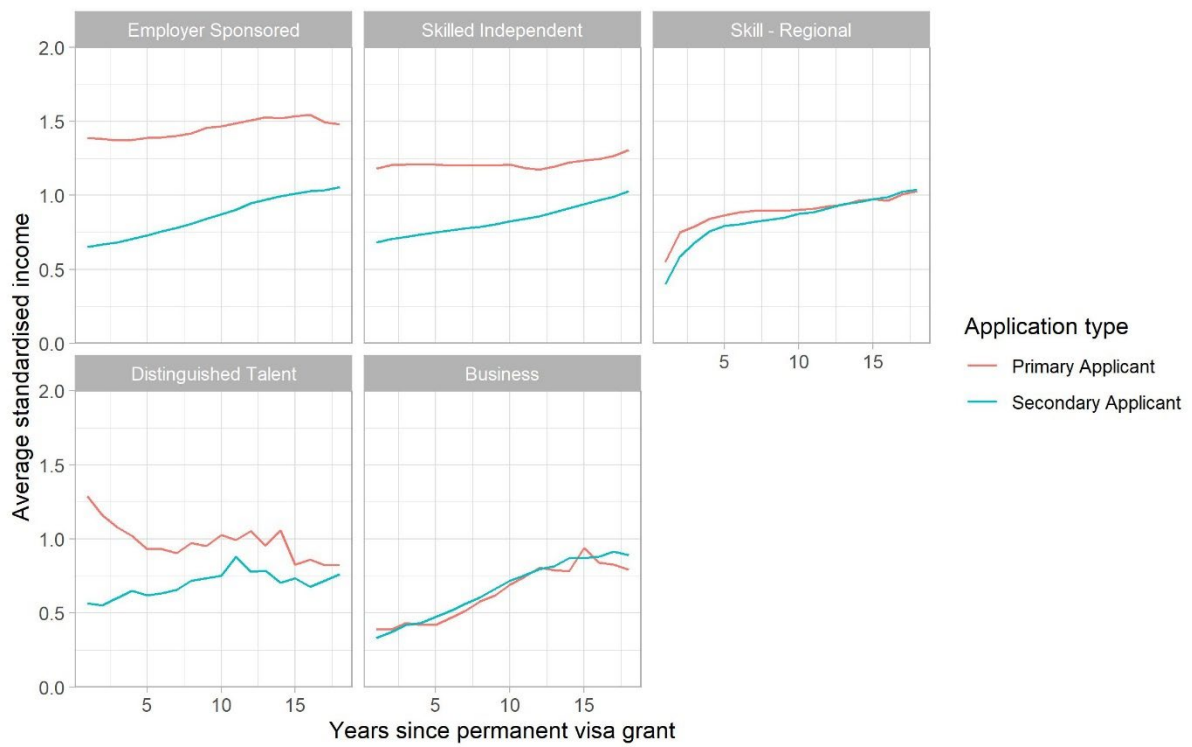 Employer Sponsored
Skilled Independent
Skill - Regional
2.0
1.5
1.0
0.5
0.0
5
10
15
Distinguished Talent
Business
2.0
1.5
1.0
0.5
0.0
5
10
15
5
10
15
Average standardised income
Years since permanent visa grant
Application type
Primary Applicant
Secondary Applicant